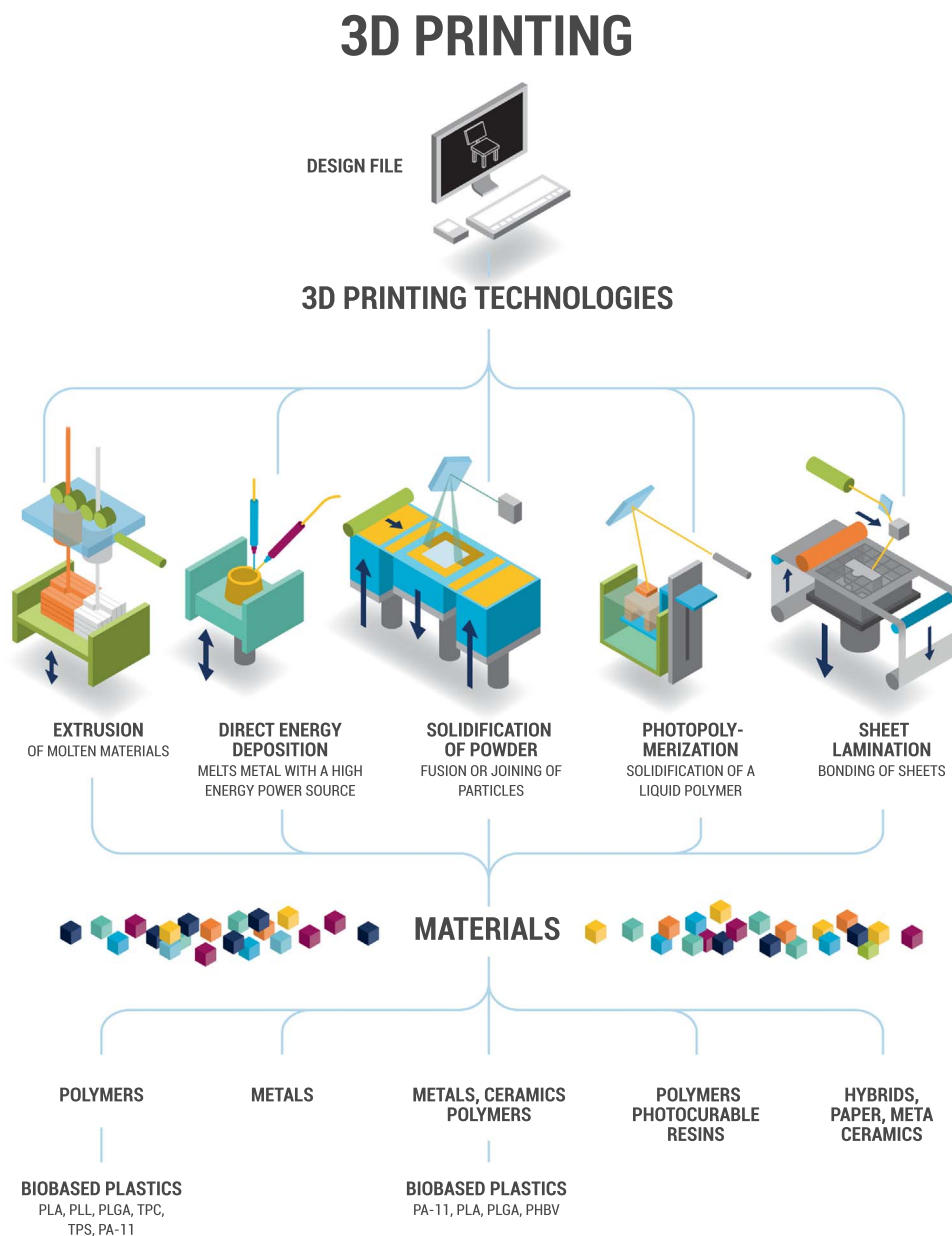 3D PRINTING
DESIGN FILE
3D PRINTING TECHNOLOGIES
EXTRUSION
OF MOLTEN MATERIALS
DIRECT ENERGY
DEPOSITION
MELTS METAL WITH A HIGH
ENERGY POWER SOURCE
SOLIDIFICATION
OF POWDER
FUSION OR JOINING OF
PARTICLES
PHOTOPOLY-
MERIZATION
SOLIDIFICATION OF A
LIQUID POLYMER
SHEET
LAMINATION
BONDING OF SHEETS
MATERIALS
POLYMERS
METALS
METALS, CERAMICS
POLYMERS
POLYMERS
PHOTOCURABLE
RESINS
HYBRIDS,
PAPER, META
CERAMICS
BIOBASED PLASTICS
PLA, PLL, PLGA, TPC,
TPS, PA-11
BIOBASED PLASTICS
PA-11, PLA, PLGA, PHBV